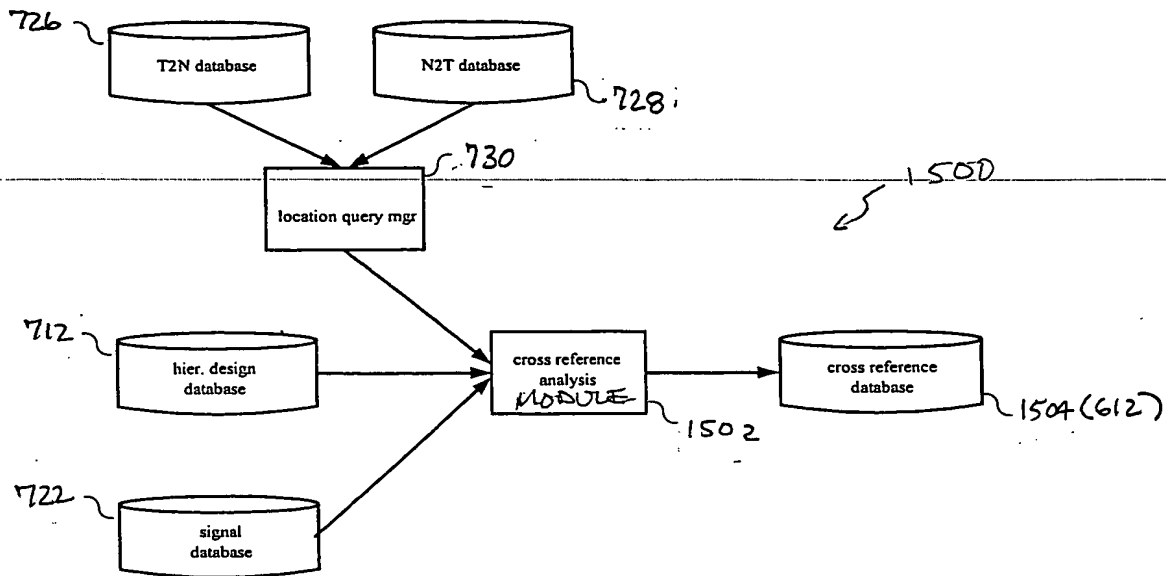 726
T2N database
N2T database
728
730
1500
location query mgr
712
hier. design
database
cross reference
analysis
MODULE
1502
cross reference
database
1504 (612)
722
signal
database